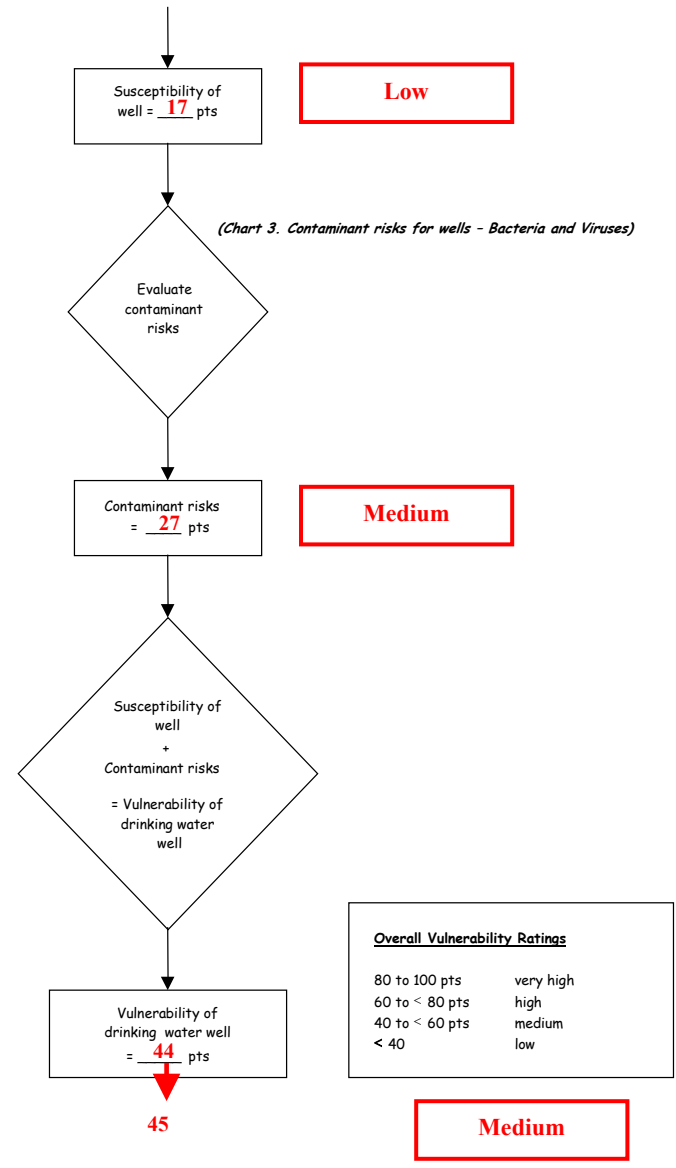 Susceptibility of
well = 17 pts
Low
(Chart 3. Contaminant risks for wells – Bacteria and Viruses)
Evaluate
contaminant
risks
Contaminant risks
= 27 pts
Medium
Susceptibility of
well
+
Contaminant risks
= Vulnerability of
drinking water
well
Vulnerability of
drinking water well
= 44 pts
45
Overall Vulnerability Ratings
80 to 100 pts very high
60 to < 80 pts high
40 to < 60 pts medium
< 40 low
Medium